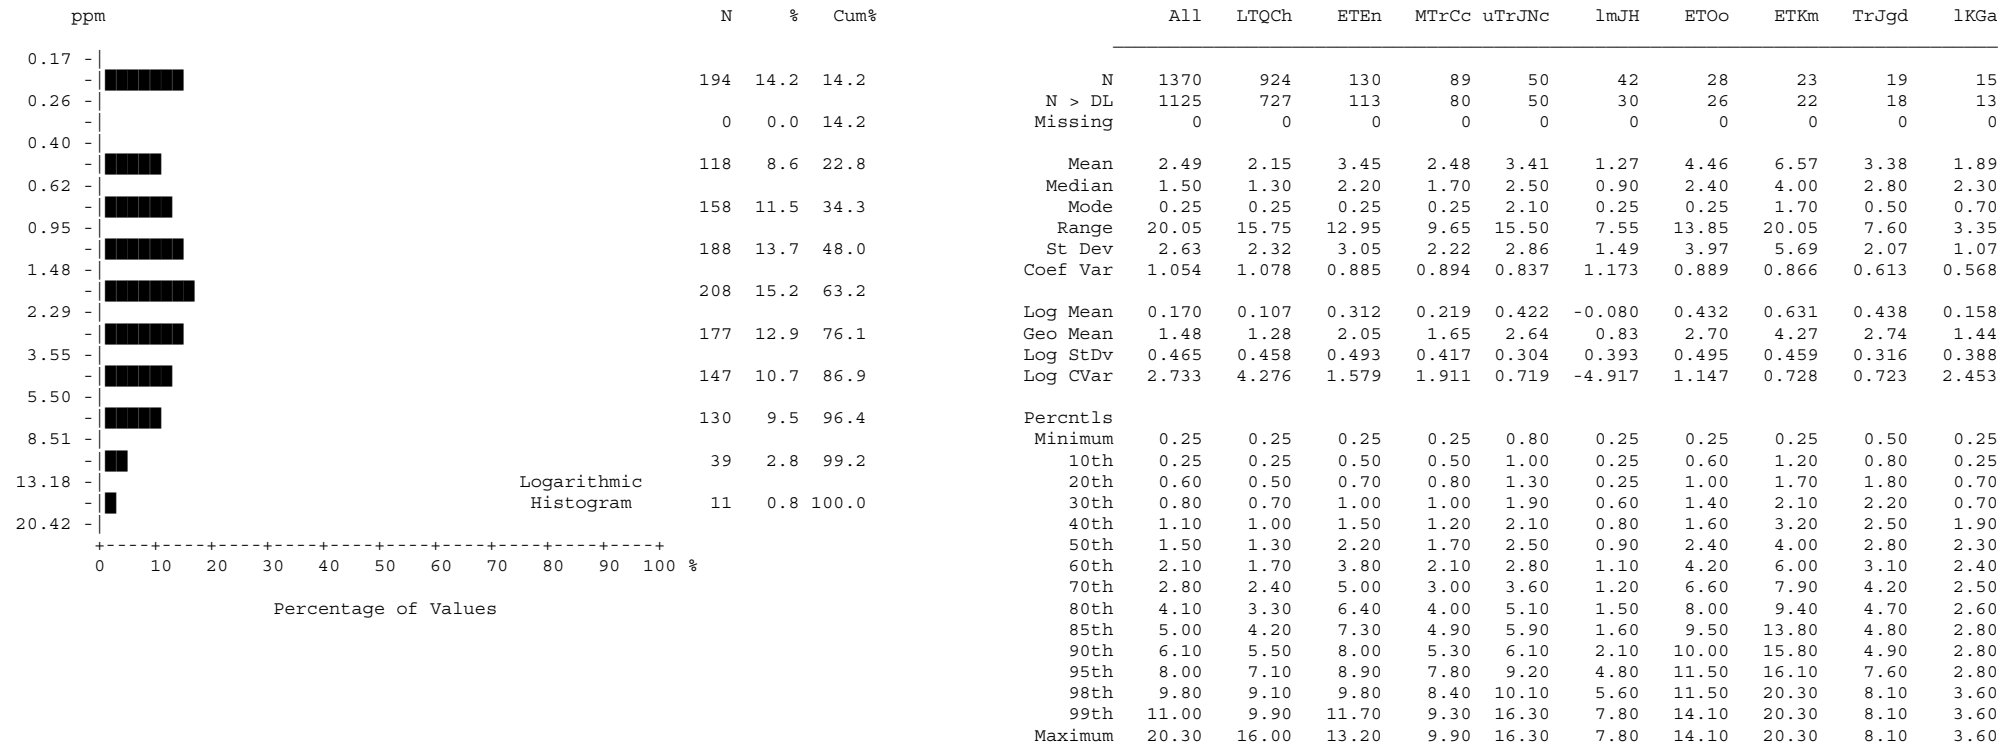 ppm N % Cum% All LTQCh ETEn MTrCc uTrJNc lmJH ETOo ETKm TrJgd lKGa
0.17 -|
-| 194 14.2 14.2 N 1370 924 130 89 50 42 28 23 19 15
0.26 -| N > DL 1125 727 113 80 50 30 26 22 18 13
-| 0 0.0 14.2 Missing 0 0 0 0 0 0 0 0 0 0
0.40 -|
-| 118 8.6 22.8 Mean 2.49 2.15 3.45 2.48 3.41 1.27 4.46 6.57 3.38 1.89
0.62 -| Median 1.50 1.30 2.20 1.70 2.50 0.90 2.40 4.00 2.80 2.30
-| 158 11.5 34.3 Mode 0.25 0.25 0.25 0.25 2.10 0.25 0.25 1.70 0.50 0.70
0.95 -| Range 20.05 15.75 12.95 9.65 15.50 7.55 13.85 20.05 7.60 3.35
-| 188 13.7 48.0 St Dev 2.63 2.32 3.05 2.22 2.86 1.49 3.97 5.69 2.07 1.07
1.48 -| Coef Var 1.054 1.078 0.885 0.894 0.837 1.173 0.889 0.866 0.613 0.568
-| 208 15.2 63.2
2.29 -| Log Mean 0.170 0.107 0.312 0.219 0.422 -0.080 0.432 0.631 0.438 0.158
-| 177 12.9 76.1 Geo Mean 1.48 1.28 2.05 1.65 2.64 0.83 2.70 4.27 2.74 1.44
3.55 -| Log StDv 0.465 0.458 0.493 0.417 0.304 0.393 0.495 0.459 0.316 0.388
-| 147 10.7 86.9 Log CVar 2.733 4.276 1.579 1.911 0.719 -4.917 1.147 0.728 0.723 2.453
5.50 -|
-| 130 9.5 96.4 Percntls
8.51 -| Minimum 0.25 0.25 0.25 0.25 0.80 0.25 0.25 0.25 0.50 0.25
-| 39 2.8 99.2 10th 0.25 0.25 0.50 0.50 1.00 0.25 0.60 1.20 0.80 0.25
13.18 -| Logarithmic 20th 0.60 0.50 0.70 0.80 1.30 0.25 1.00 1.70 1.80 0.70
-| Histogram 11 0.8 100.0 30th 0.80 0.70 1.00 1.00 1.90 0.60 1.40 2.10 2.20 0.70
20.42 -| 40th 1.10 1.00 1.50 1.20 2.10 0.80 1.60 3.20 2.50 1.90
+----+----+----+----+----+----+----+----+----+----+ 50th 1.50 1.30 2.20 1.70 2.50 0.90 2.40 4.00 2.80 2.30
0 10 20 30 40 50 60 70 80 90 100 % 60th 2.10 1.70 3.80 2.10 2.80 1.10 4.20 6.00 3.10 2.40
70th 2.80 2.40 5.00 3.00 3.60 1.20 6.60 7.90 4.20 2.50
Percentage of Values 80th 4.10 3.30 6.40 4.00 5.10 1.50 8.00 9.40 4.70 2.60
85th 5.00 4.20 7.30 4.90 5.90 1.60 9.50 13.80 4.80 2.80
90th 6.10 5.50 8.00 5.30 6.10 2.10 10.00 15.80 4.90 2.80
95th 8.00 7.10 8.90 7.80 9.20 4.80 11.50 16.10 7.60 2.80
98th 9.80 9.10 9.80 8.40 10.10 5.60 11.50 20.30 8.10 3.60
99th 11.00 9.90 11.70 9.30 16.30 7.80 14.10 20.30 8.10 3.60
Maximum 20.30 16.00 13.20 9.90 16.30 7.80 14.10 20.30 8.10 3.60